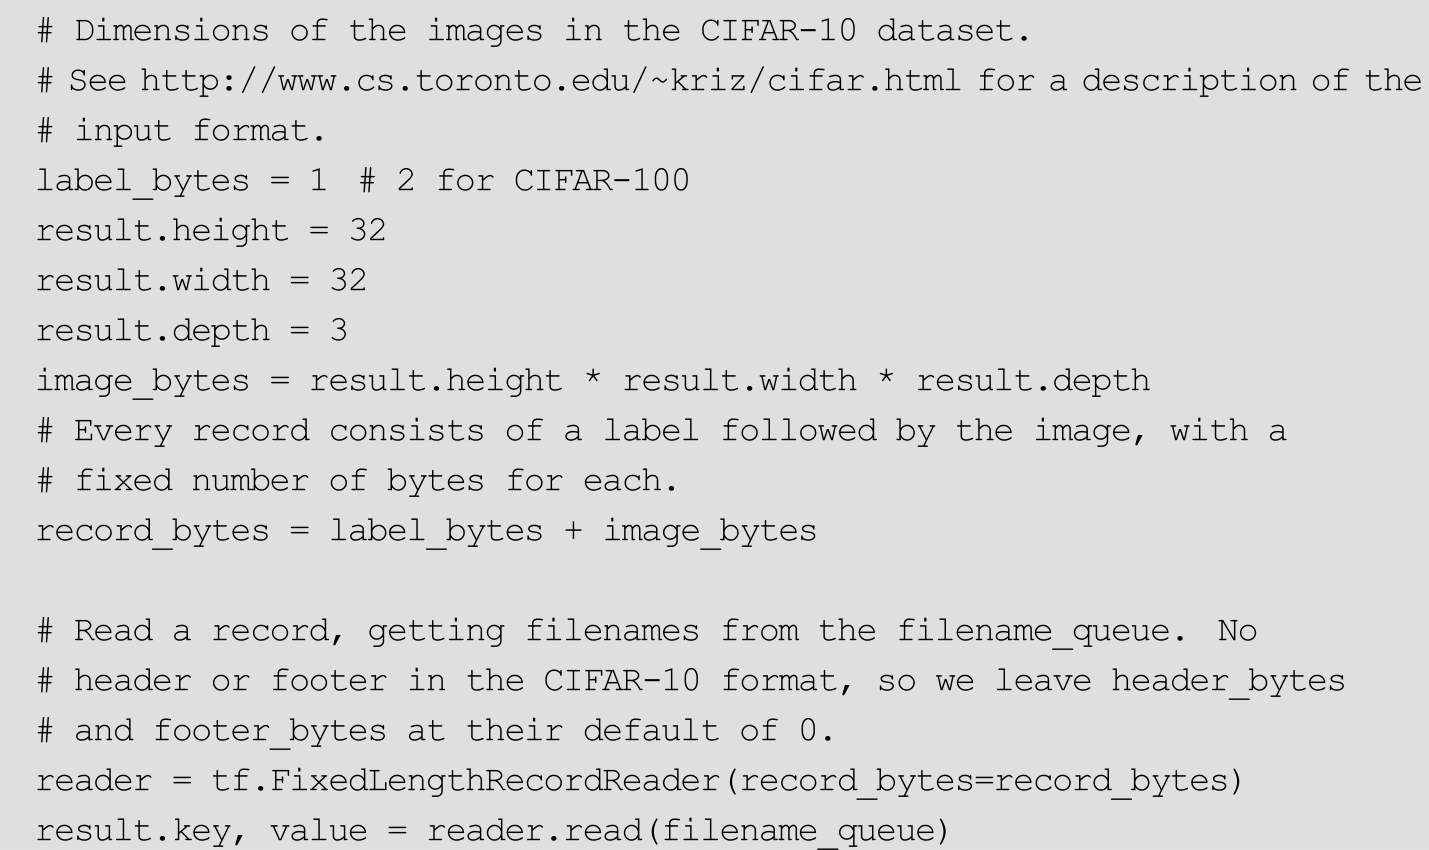 # Dimensions of the images in the CIFAR-10 dataset.
# See http://www.cs.toronto.edu/~kriz/cifar.html for a description of the
# input format.
label_bytes = 1 # 2 for CIFAR-100
result.height = 32
result.width = 32
result.depth = 3
image_bytes = result.height * result.width * result.depth
# Every record consists of a label followed by the image, with a
# fixed number of bytes for each.
record_bytes = label_bytes + image_bytes

# Read a record, getting filenames from the filename_queue. No
# header or footer in the CIFAR-10 format, so we leave header_bytes
# and footer_bytes at their default of 0.
reader = tf.FixedLengthRecordReader(record_bytes=record_bytes)
result.key, value = reader.read(filename_queue)